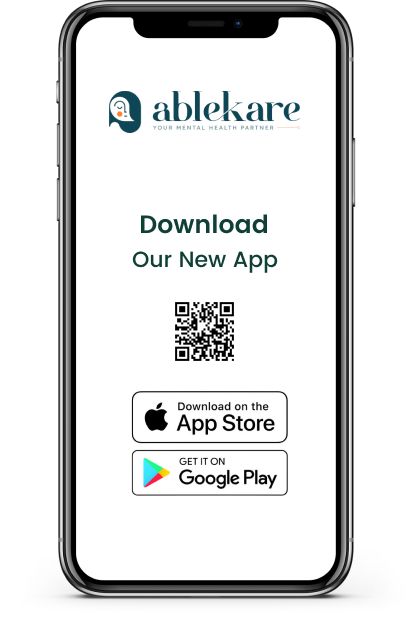 ablekare
YOUR MENTAL HEALTH PARTNER
Download
Our New App
Download on the
App Store
GET IT ON
Google Play